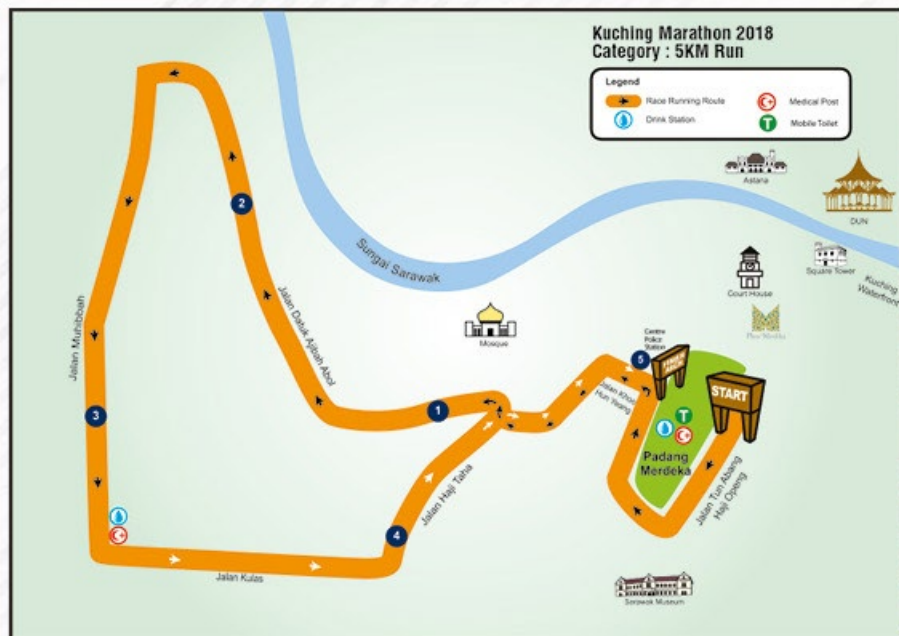 Kuching Marathon 2018
Category : 5KM Run
Legend
Race Running Route
Drink Station
Medical Post
T
Mobile Toilet
Astana
DUN
Square Tower
Kuching
Waterfront
Court House
Sungai Sarawak
Mosque
2
Jalan Datuk Ajibah Abol
Jalan Muhibbah
3
1
Centre
Police
Station
5
START
T
Padang
Merdeka
Jalan Khoo
Hun Yeang
Jalan Tun Abang
Haji Openg
Jalan Haji Taha
4
Jalan Kulas
Sarawak Museum